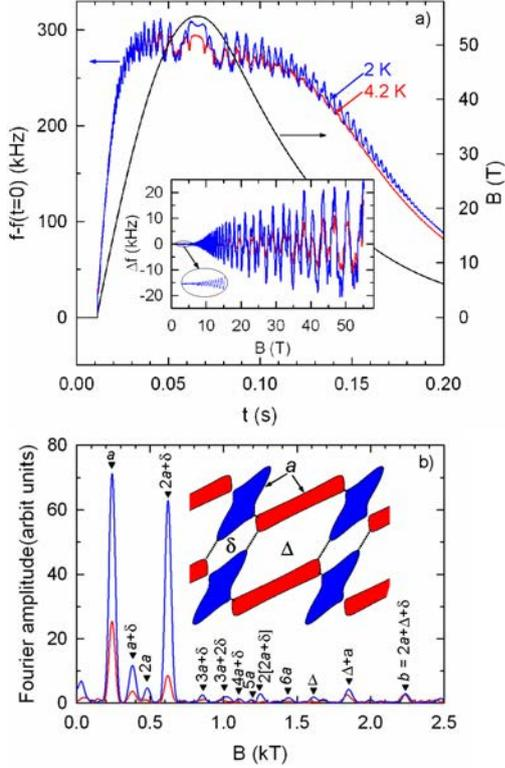 a)
300
200
100
0
f-f(t=0) (kHz)
2 K
4.2 K
50
40
30
20
10
0
B (T)
20
10
0
-10
-20
Δf (kHz)
0 10 20 30 40 50
B (T)
0.00 0.05 0.10 0.15 0.20
t (s)
b)
80
60
40
20
0
Fourier amplitude(arbit units)
a
a+δ
2a
2a+δ
3a+δ
3a+2δ
4a+δ
5a
2[2a+δ]
6a
Δ
Δ+a
b = 2a+Δ+δ
a
δ
Δ
0.0 0.5 1.0 1.5 2.0 2.5
B (kT)